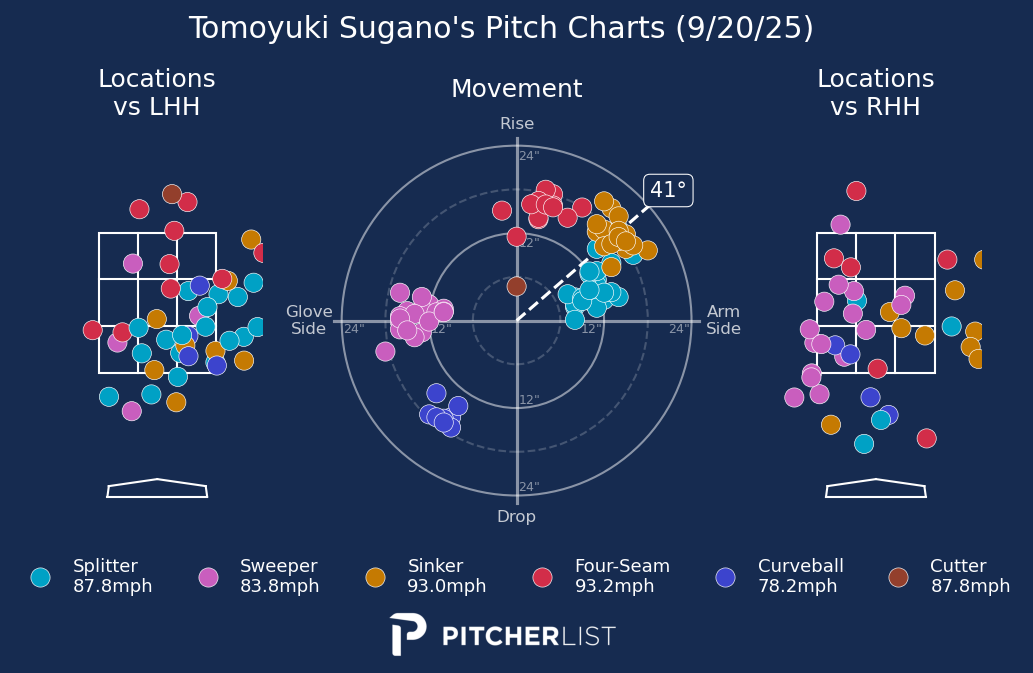 Tomoyuki Sugano's Pitch Charts (9/20/25)
Locations
vs LHH
Movement
Locations
vs RHH
Rise
24"
41°
12"
Glove
Side
24"
12"
12"
24"
Arm
Side
12"
24"
Drop
Splitter
87.8mph
Sweeper
83.8mph
Sinker
93.0mph
Four-Seam
93.2mph
Curveball
78.2mph
Cutter
87.8mph
PITCHERLIST